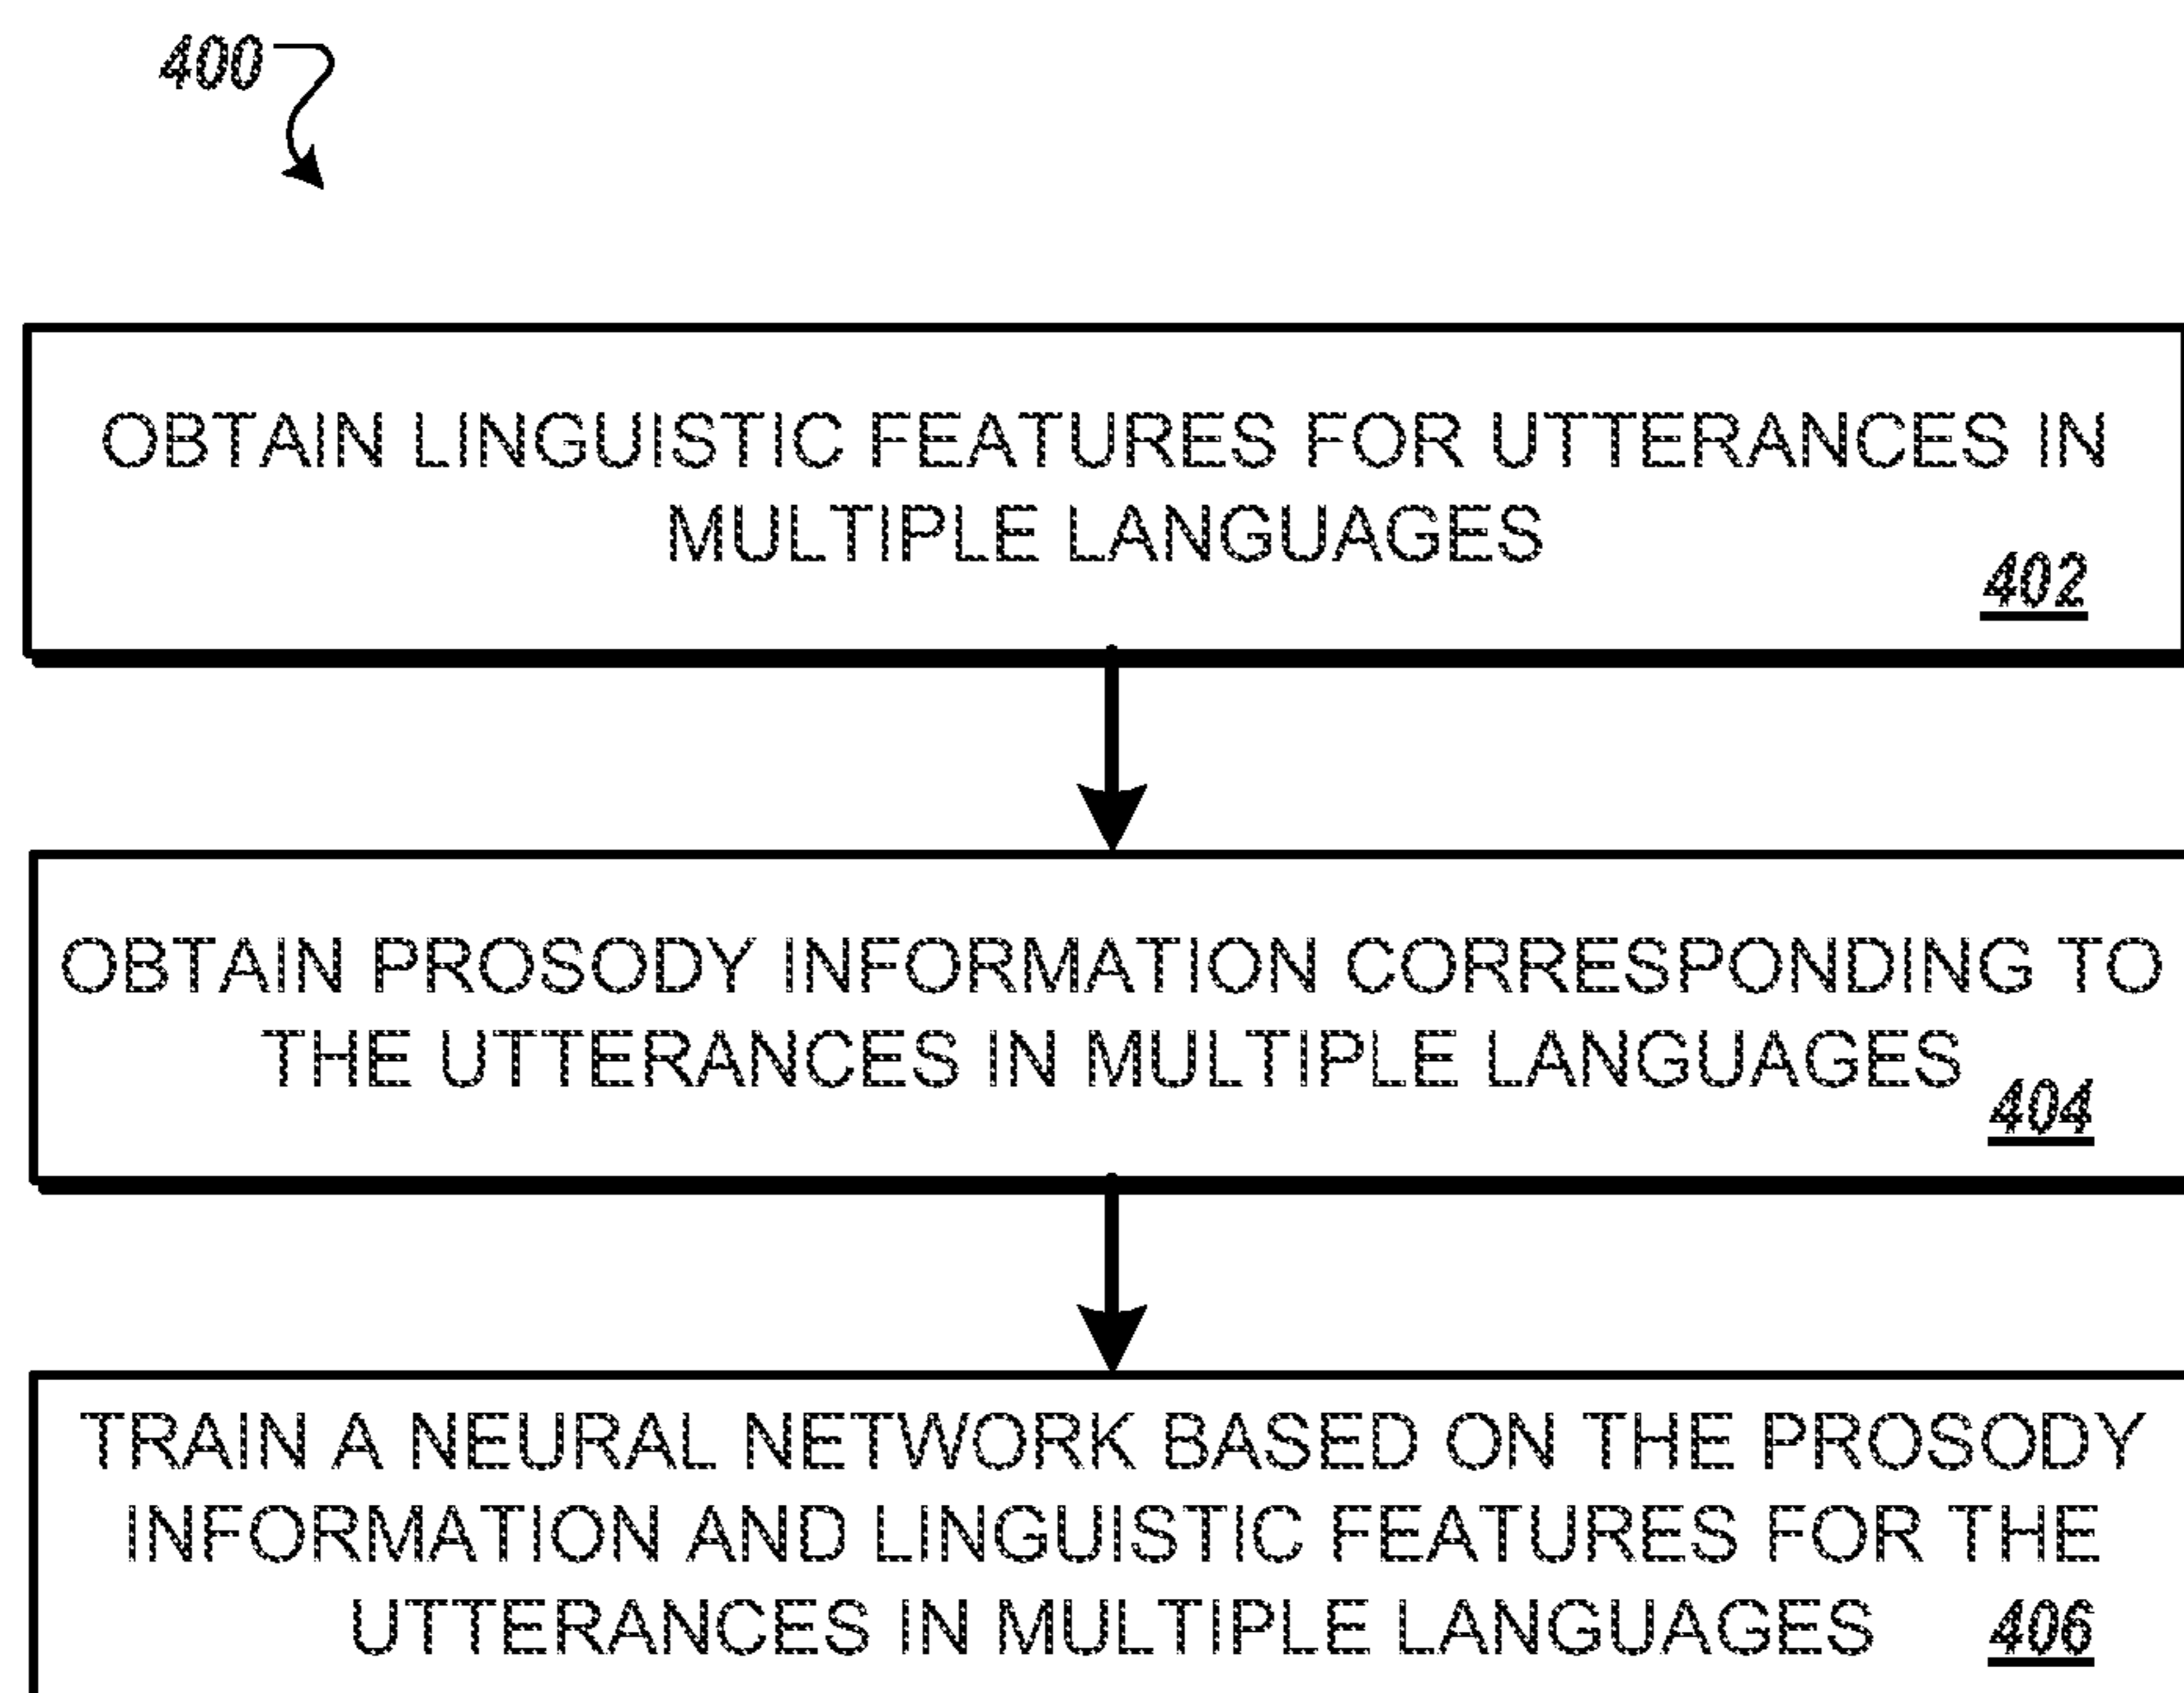 400
OBTAIN LINGUISTIC FEATURES FOR UTTERANCES IN
MULTIPLE LANGUAGES
402
OBTAIN PROSODY INFORMATION CORRESPONDING TO
THE UTTERANCES IN MULTIPLE LANGUAGES
404
TRAIN A NEURAL NETWORK BASED ON THE PROSODY
INFORMATION AND LINGUISTIC FEATURES FOR THE
UTTERANCES IN MULTIPLE LANGUAGES
406